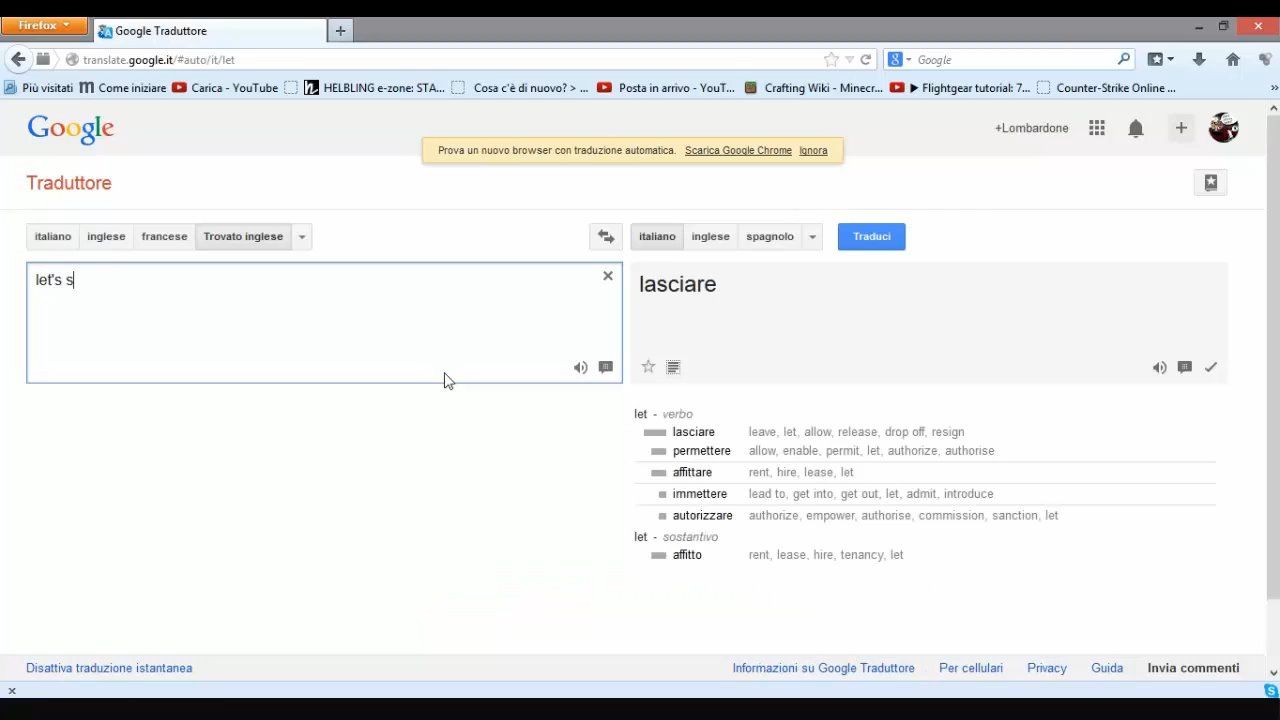 Firefox
Google Traduttore
translate.google.it/#auto/it/let
Google
Più visitati
Come iniziare
Carica - YouTube
HELBLING e-zone: STA...
Cosa c'è di nuovo? > ...
Posta in arrivo - YouT...
Crafting Wiki - Minecr...
Flightgear tutorial: 7...
Counter-Strike Online ...
Google
+Lombardone
Prova un nuovo browser con traduzione automatica. Scarica Google Chrome Ignora
Traduttore
italiano inglese francese Trovato inglese
italiano inglese spagnolo Traduci
let's s
lasciare
let - verbo
lasciare leave, let, allow, release, drop off, resign
permettere allow, enable, permit, let, authorize, authorise
affittare rent, hire, lease, let
immettere lead to, get into, get out, let, admit, introduce
autorizzare authorize, empower, authorise, commission, sanction, let
let - sostantivo
affitto rent, lease, hire, tenancy, let
Disattiva traduzione istantanea
Informazioni su Google Traduttore Per cellulari Privacy Guida Invia commenti